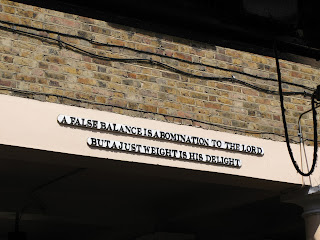 A FALSE BALANCE IS ABOMINATION TO THE LORD
BUT A JUST WEIGHT IS HIS DELIGHT